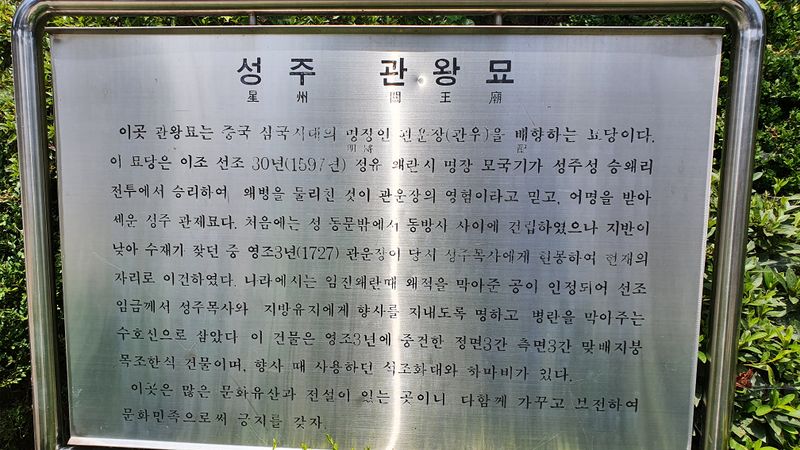 성주 관왕묘
星州 關王廟
이곳 관왕묘는 중국 삼국시대의 명장인 관운장(관우)을 배향하는 묘당이다.
明將 配
이 묘당은 이조 선조 30년(1597년) 정유 왜란시 명장 모국기가 성주성 승왜리
전투에서 승리하여 왜병을 물리친 것이 관운장의 영험이라고 믿고, 어명을 받아
세운 성주 관제묘다. 처음에는 성 동문밖에서 동방사 사이에 건립하였으나 지반이
낮아 수재가 잦던 중 영조3년(1727) 관운장이 당시 성주목사에게 현몽하여 현재의
자리로 이건하였다. 나라에서는 임진왜란때 왜적을 막아준 공이 인정되어 선조
임금께서 성주목사와 지방유지에게 향사를 지내도록 명하고 병란을 막아주는
수호신으로 삼았다 이 건물은 영조3년에 중건한 정면3간 측면3간 맞배지붕
목조한식 건물이며, 향사 때 사용하던 석조화대와 하마비가 있다.
이곳은 많은 문화유산과 전설이 있는 곳이니 다함께 가꾸고 보전하여
문화민족으로써 긍지를 갖자.